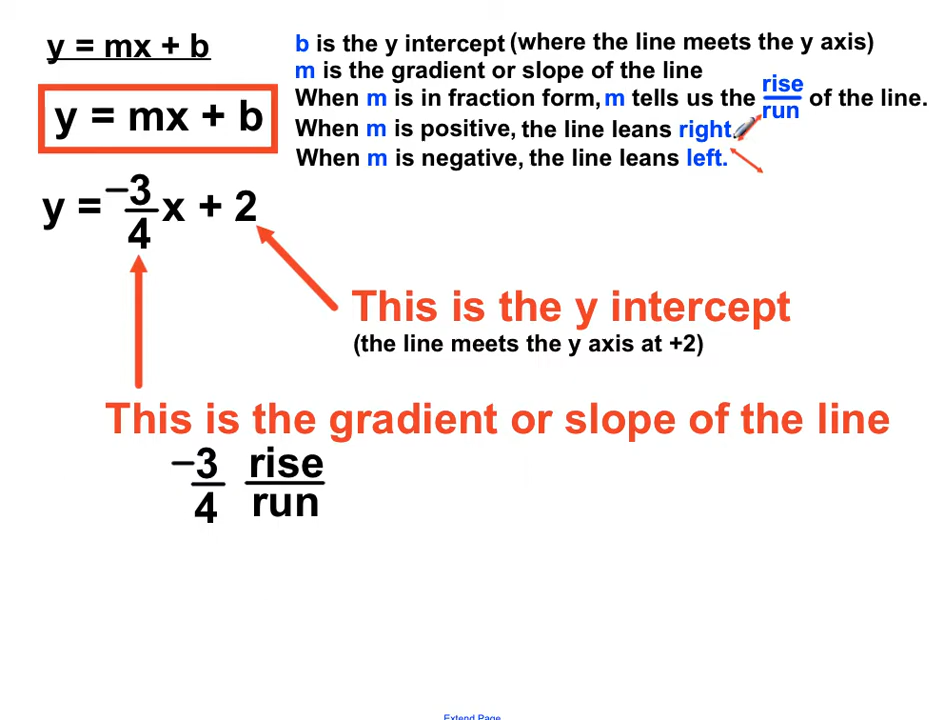 y = mx + b
b is the y intercept (where the line meets the y axis)
m is the gradient or slope of the line
When m is in fraction form, m tells us the rise/run of the line.
When m is positive, the line leans right.
When m is negative, the line leans left.
y = mx + b
y = −3/4 x + 2
This is the y intercept
(the line meets the y axis at +2)
This is the gradient or slope of the line
−3/4 rise/run
Extend Page